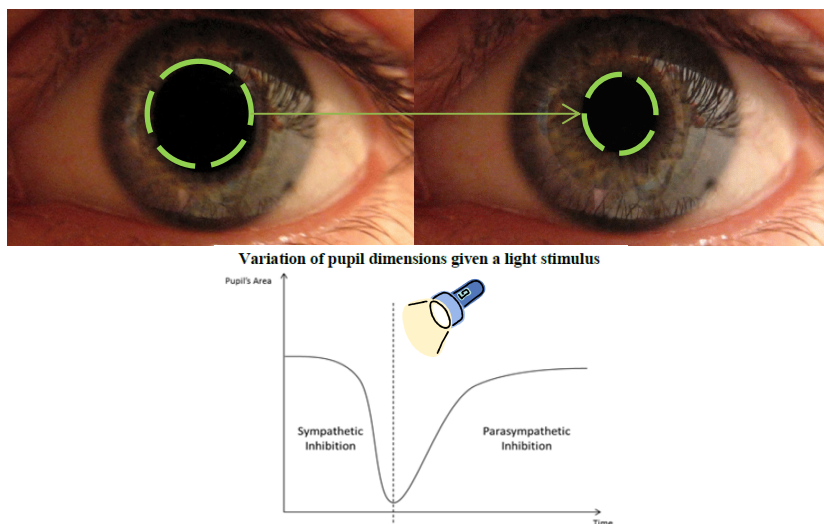 Variation of pupil dimensions given a light stimulus
Pupil's Area
Sympathetic
Inhibition
Parasympathetic
Inhibition
Time